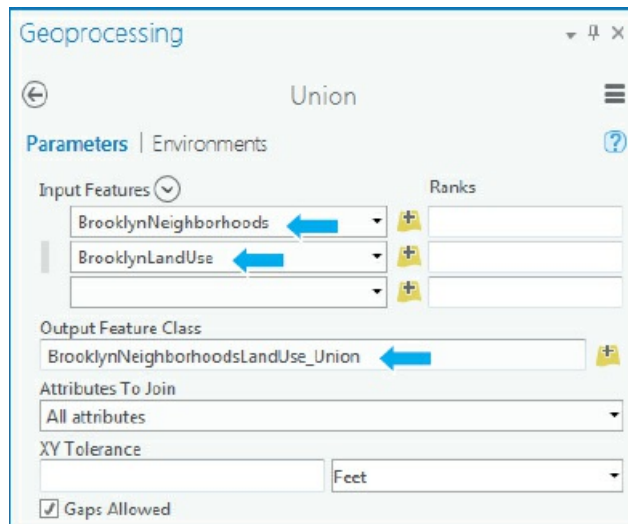 Geoprocessing
Union
Parameters | Environments
Input Features Ranks
BrooklynNeighborhoods
BrooklynLandUse
Output Feature Class
BrooklynNeighborhoodsLandUse_Union
Attributes To Join
All attributes
XY Tolerance
Feet
Gaps Allowed